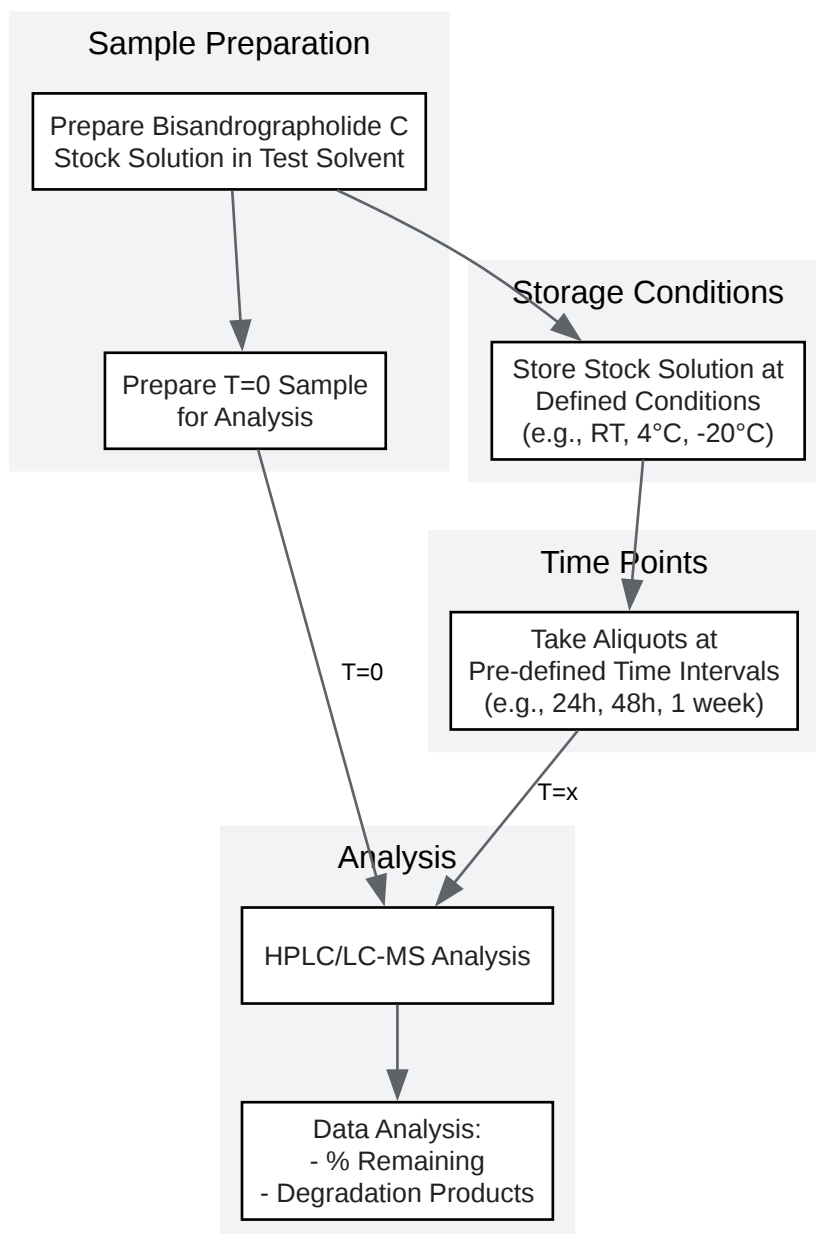 Sample Preparation
Prepare Bisandrographolide C
Stock Solution in Test Solvent
Storage Conditions
Prepare T=0 Sample
for Analysis
Store Stock Solution at
Defined Conditions
(e.g., RT, 4°C, -20°C)
Time Points
Take Aliquots at
Pre-defined Time Intervals
(e.g., 24h, 48h, 1 week)
T=0
T=x
Analysis
HPLC/LC-MS Analysis
Data Analysis:
- % Remaining
- Degradation Products